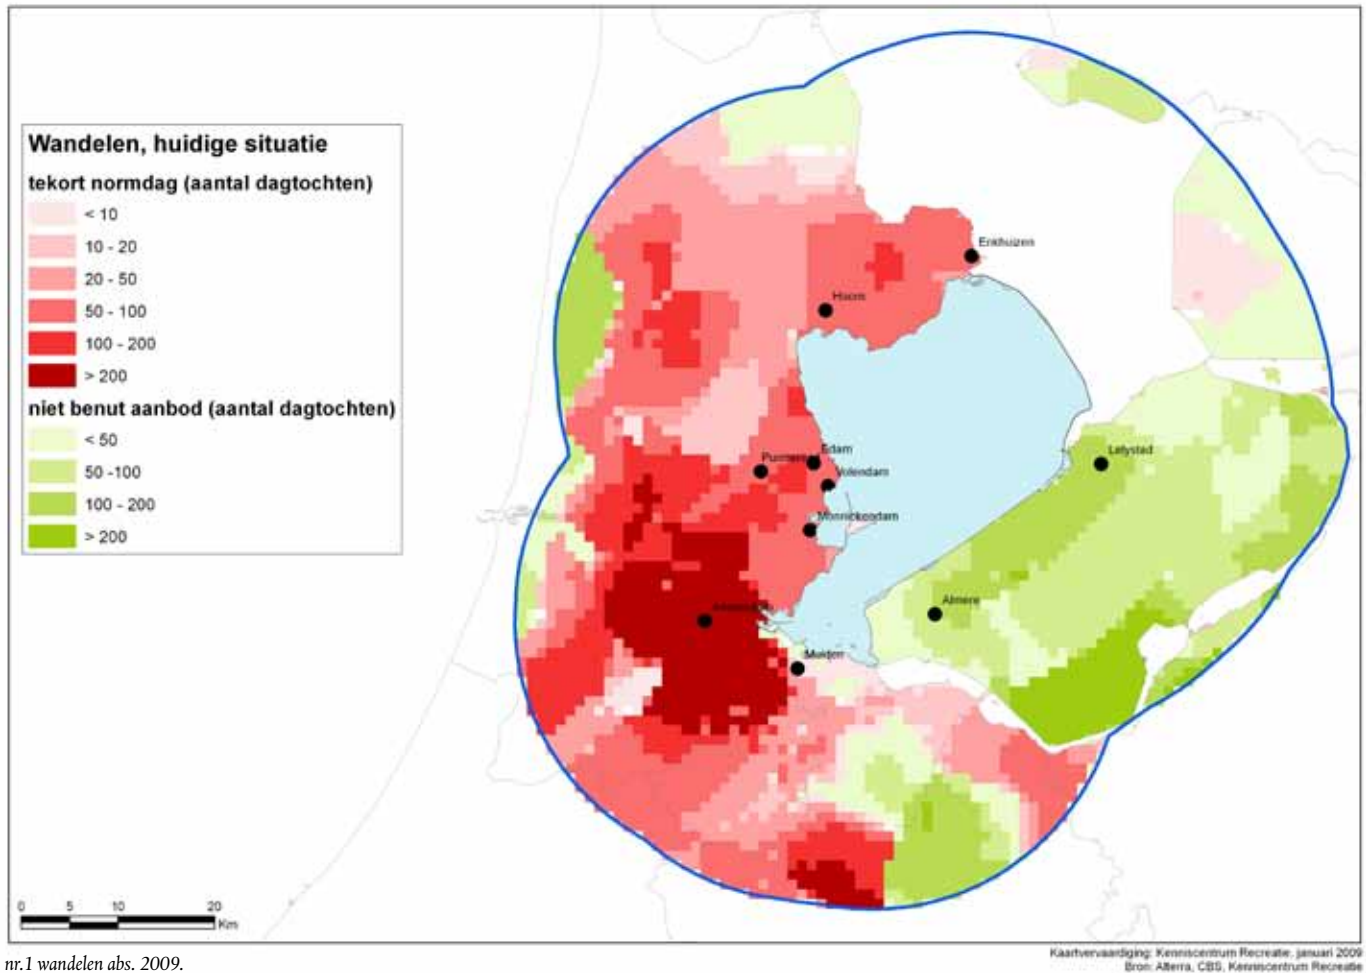 Wandelen, huidige situatie
tekort normdag (aantal dagtochten)
< 10
10 - 20
20 - 50
50 - 100
100 - 200
> 200
niet benut aanbod (aantal dagtochten)
< 50
50 -100
100 - 200
> 200
Enkhuizen
Hoorn
Edam
Purmerend
Volendam
Lelystad
Monnickendam
Almere
Amsterdam
Muiden
0 5 10 20
Km
Kaartvervaardiging: Kenniscentrum Recreatie, januari 2009
Bron: Alterra, CBS, Kenniscentrum Recreatie
nr.1 wandelen abs. 2009.